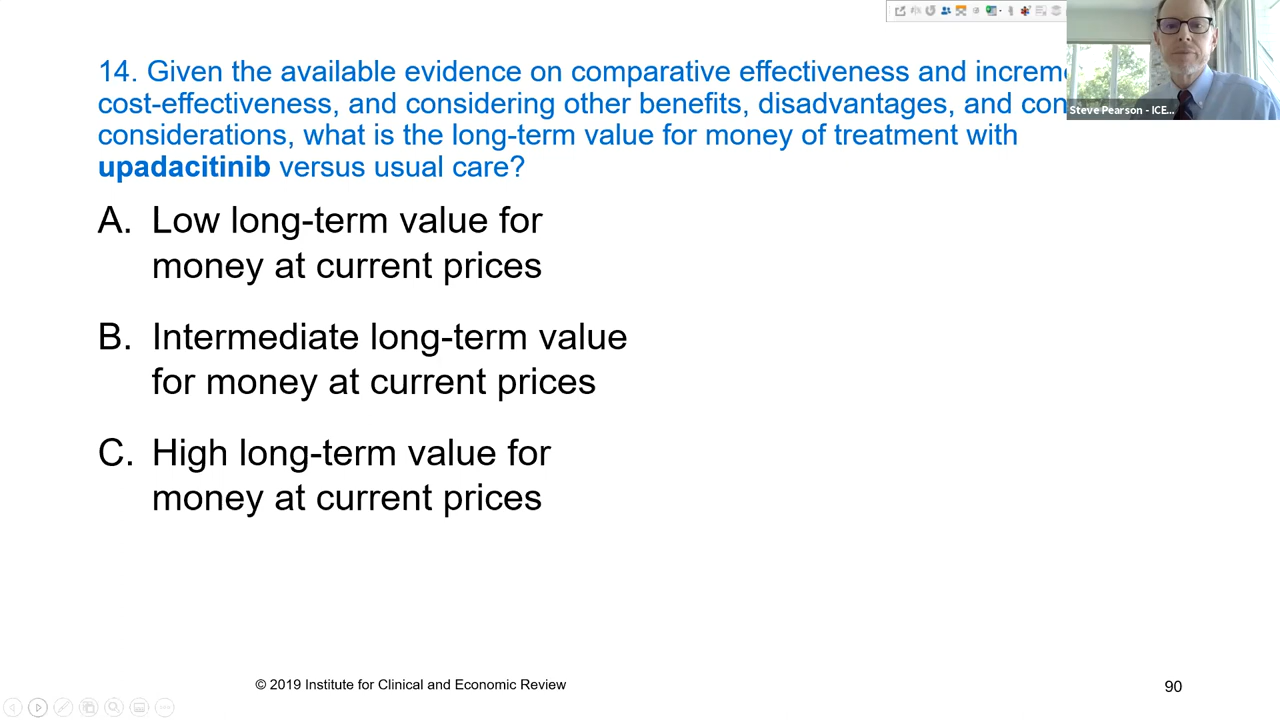 14. Given the available evidence on comparative effectiveness and increme
cost-effectiveness, and considering other benefits, disadvantages, and con
considerations, what is the long-term value for money of treatment with
upadacitinib versus usual care?
Steve Pearson - ICE...
A. Low long-term value for
money at current prices
B. Intermediate long-term value
for money at current prices
C. High long-term value for
money at current prices
© 2019 Institute for Clinical and Economic Review
90